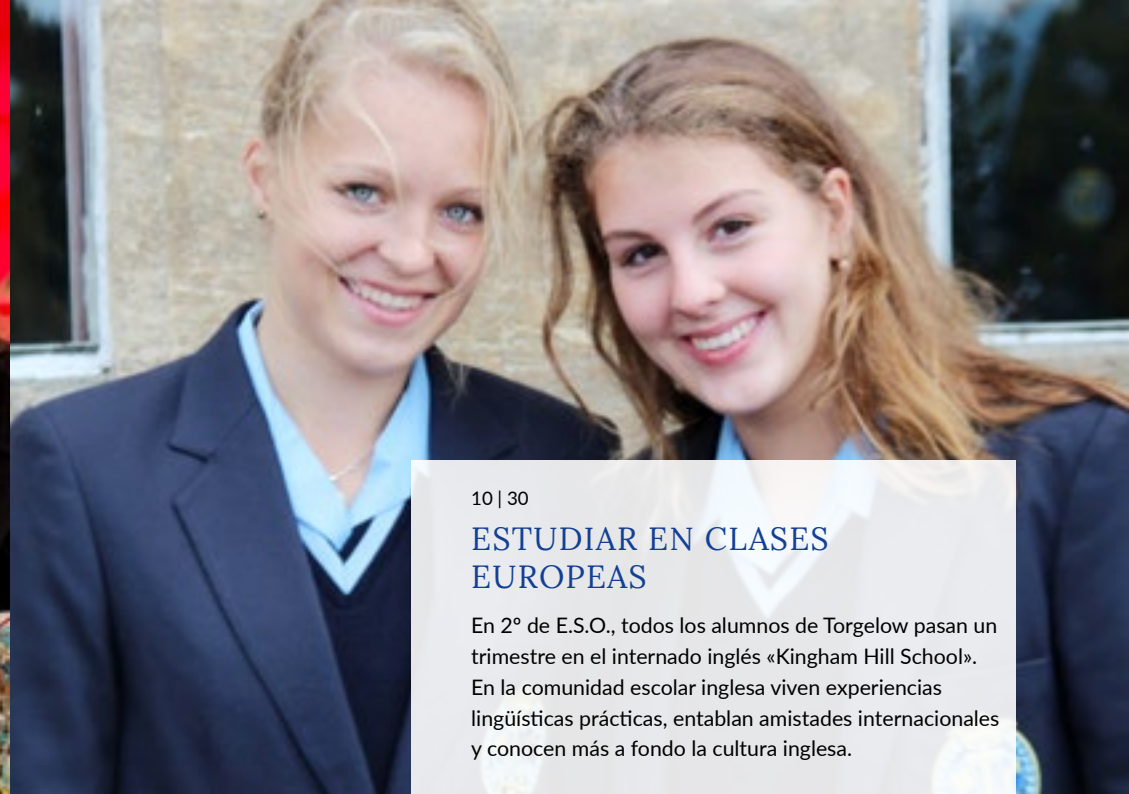 10 | 30
ESTUDIAR EN CLASES
EUROPEAS
En 2º de E.S.O., todos los alumnos de Torgelow pasan un
trimestre en el internado inglés «Kingham Hill School».
En la comunidad escolar inglesa viven experiencias
lingüísticas prácticas, entablan amistades internacionales
y conocen más a fondo la cultura inglesa.